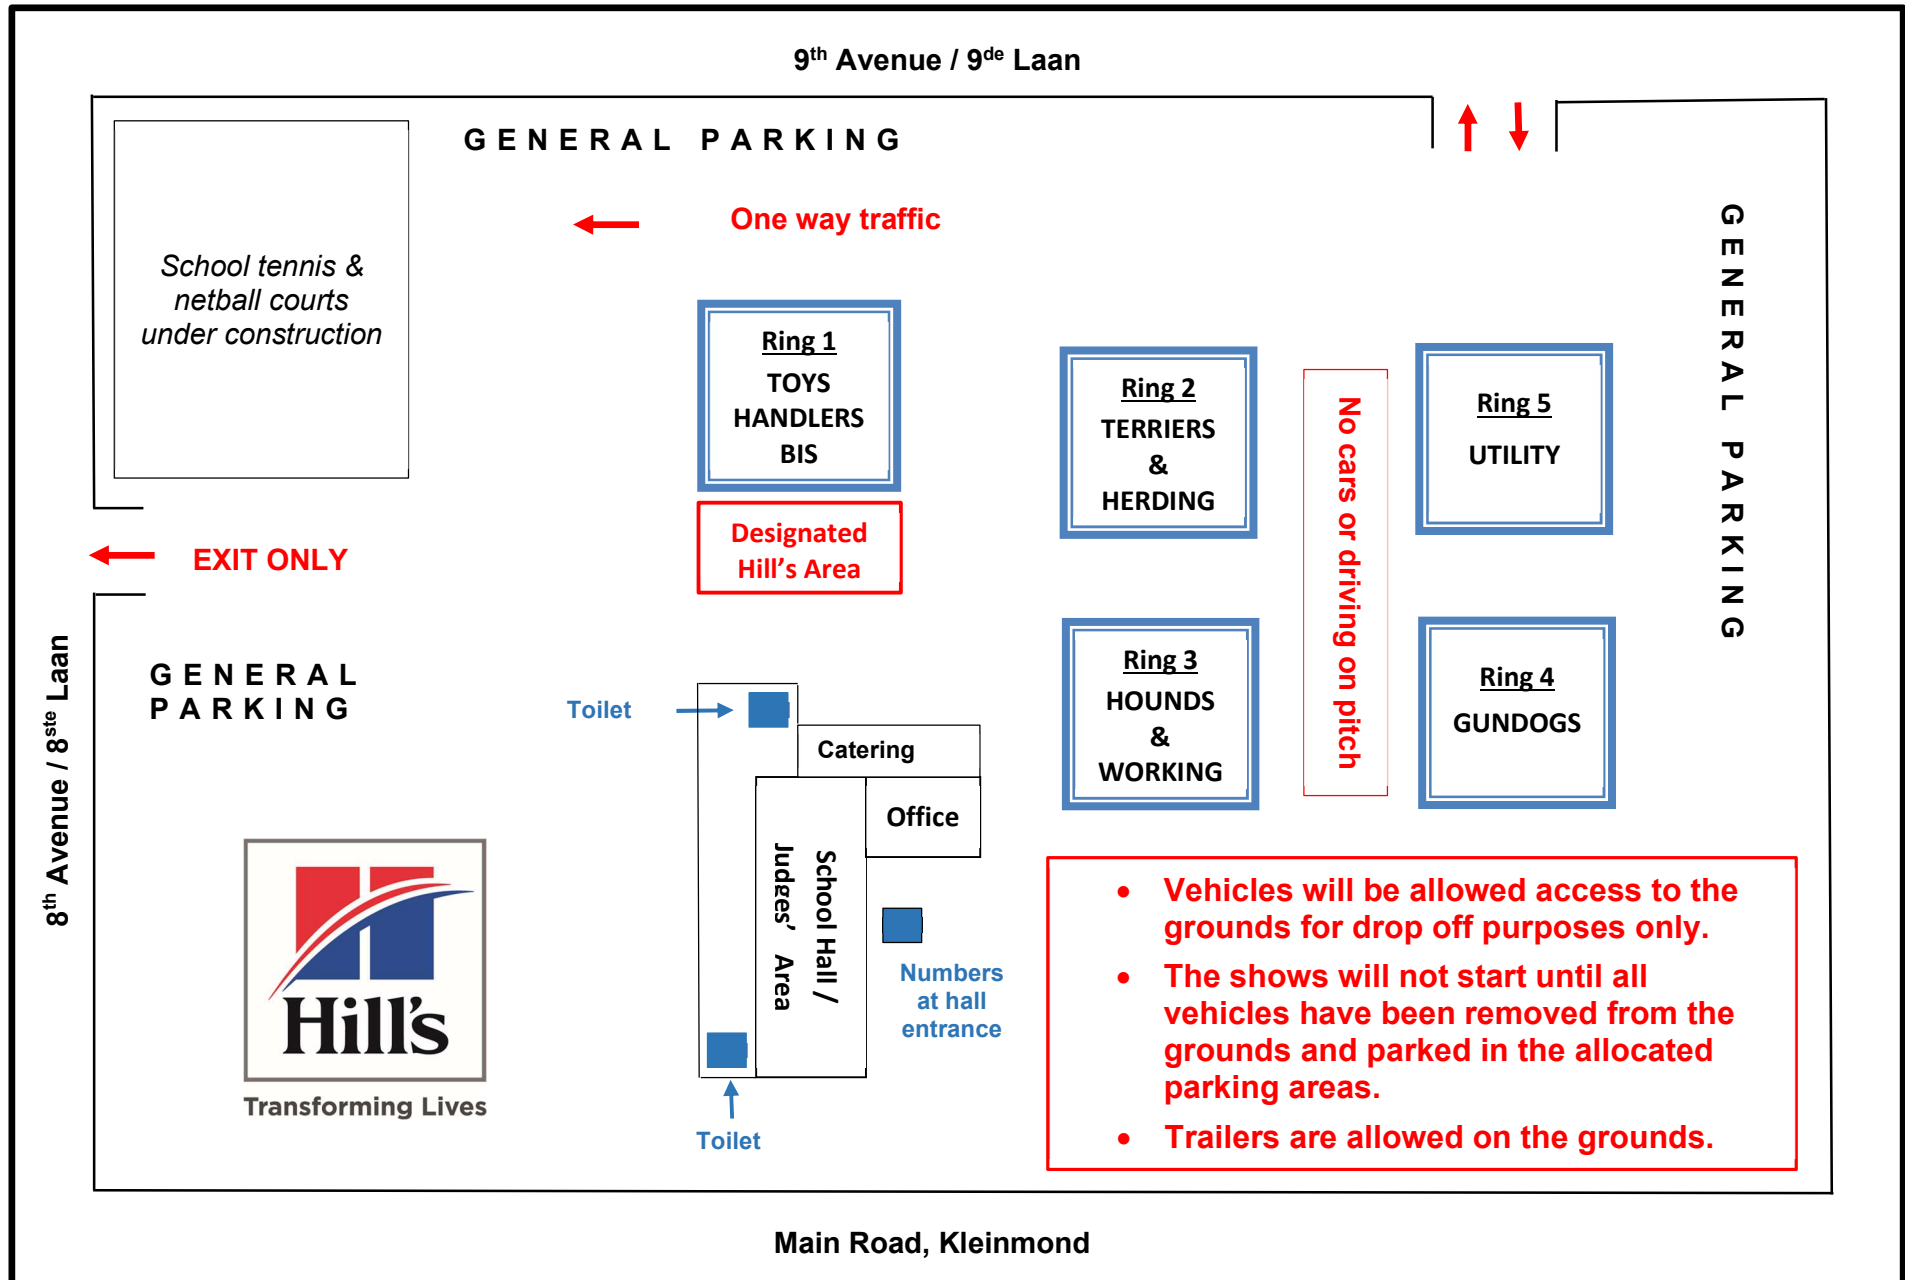 9th Avenue / 9de Laan
GENERAL PARKING
One way traffic
School tennis &
netball courts
under construction
Ring 1
TOYS
HANDLERS
BIS
Designated
Hill's Area
Ring 2
TERRIERS
&
HERDING
No cars or driving on pitch
Ring 5
UTILITY
GENERAL PARKING
EXIT ONLY
GENERAL
PARKING
8th Avenue / 8ste Laan
Ring 3
HOUNDS
&
WORKING
Ring 4
GUNDOGS
Toilet
Catering
Office
School Hall /
Judges' Area
Numbers
at hall
entrance
Toilet
Hill's
Transforming Lives
• Vehicles will be allowed access to the
grounds for drop off purposes only.
• The shows will not start until all
vehicles have been removed from the
grounds and parked in the allocated
parking areas.
• Trailers are allowed on the grounds.
Main Road, Kleinmond